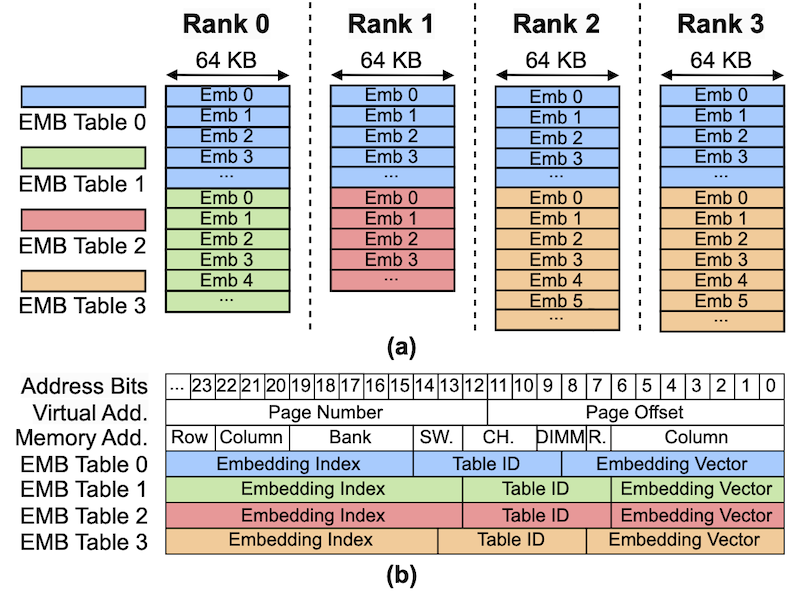 Rank 0 Rank 1 Rank 2 Rank 3
64 KB 64 KB 64 KB 64 KB
EMB Table 0
EMB Table 1
EMB Table 2
EMB Table 3
Emb 0
Emb 1
Emb 2
Emb 3
...
Emb 0
Emb 1
Emb 2
Emb 3
Emb 4
...
Emb 0
Emb 1
Emb 2
Emb 3
...
Emb 0
Emb 1
Emb 2
Emb 3
...
Emb 0
Emb 1
Emb 2
Emb 3
...
Emb 0
Emb 1
Emb 2
Emb 3
Emb 4
Emb 5
...
Emb 0
Emb 1
Emb 2
Emb 3
...
Emb 0
Emb 1
Emb 2
Emb 3
Emb 4
Emb 5
...
(a)
Address Bits ... 23 22 21 20 19 18 17 16 15 14 13 12 11 10 9 8 7 6 5 4 3 2 1 0
Virtual Add. Page Number Page Offset
Memory Add. Row Column Bank SW. CH. DIMM R. Column
EMB Table 0 Embedding Index Table ID Embedding Vector
EMB Table 1 Embedding Index Table ID Embedding Vector
EMB Table 2 Embedding Index Table ID Embedding Vector
EMB Table 3 Embedding Index Table ID Embedding Vector
(b)